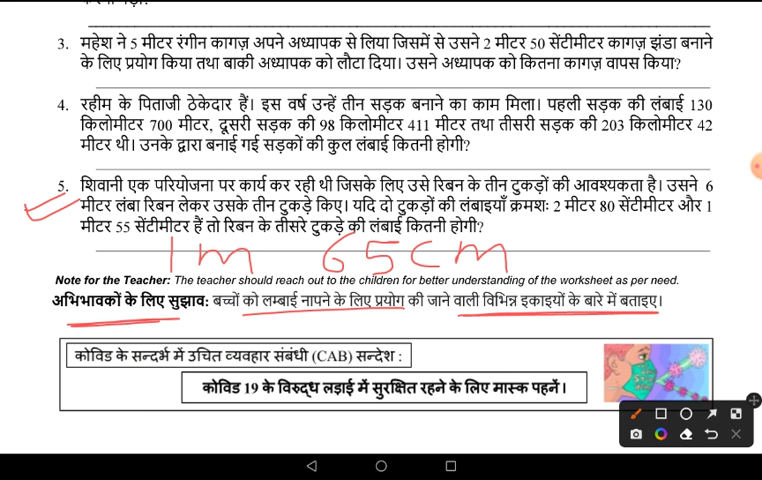 3. महेश ने 5 मीटर रंगीन कागज़ अपने अध्यापक से लिया जिसमें से उसने 2 मीटर 50 सेंटीमीटर कागज़ झंडा बनाने
के लिए प्रयोग किया तथा बाकी अध्यापक को लौटा दिया। उसने अध्यापक को कितना कागज़ वापस किया?
4. रहीम के पिताजी ठेकेदार हैं। इस वर्ष उन्हें तीन सड़क बनाने का काम मिला। पहली सड़क की लंबाई 130
किलोमीटर 700 मीटर, दूसरी सड़क की 98 किलोमीटर 411 मीटर तथा तीसरी सड़क की 203 किलोमीटर 42
मीटर थी। उनके द्वारा बनाई गई सड़कों की कुल लंबाई कितनी होगी?
5. शिवानी एक परियोजना पर कार्य कर रही थी जिसके लिए उसे रिबन के तीन टुकड़ों की आवश्यकता है। उसने 6
मीटर लंबा रिबन लेकर उसके तीन टुकड़े किए। यदि दो टुकड़ों की लंबाइयाँ क्रमशः 2 मीटर 80 सेंटीमीटर और 1
मीटर 55 सेंटीमीटर हैं तो रिबन के तीसरे टुकड़े की लंबाई कितनी होगी?
1 m 65 cm
Note for the Teacher: The teacher should reach out to the children for better understanding of the worksheet as per need.
अभिभावकों के लिए सुझाव: बच्चों को लम्बाई नापने के लिए प्रयोग की जाने वाली विभिन्न इकाइयों के बारे में बताइए।
कोविड के सन्दर्भ में उचित व्यवहार संबंधी (CAB) सन्देश :
कोविड 19 के विरुद्ध लड़ाई में सुरक्षित रहने के लिए मास्क पहनें।